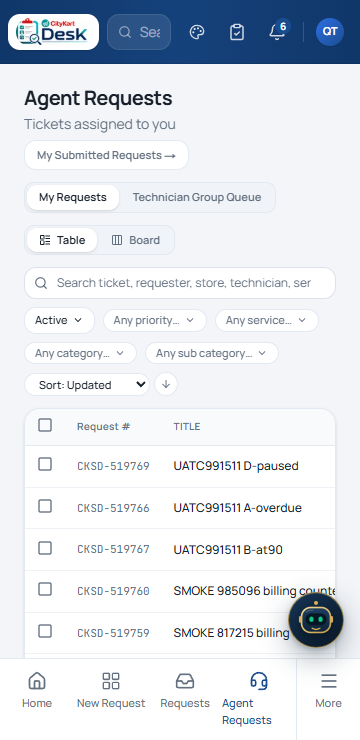 CityKart
Desk
Sea
6
QT
Agent Requests
Tickets assigned to you
My Submitted Requests →
My Requests
Technician Group Queue
Table
Board
Search ticket, requester, store, technician, ser
Active
Any priority...
Any service...
Any category...
Any sub category...
Sort: Updated
Request #
TITLE
CKSD-519769
UATC991511 D-paused
CKSD-519766
UATC991511 A-overdue
CKSD-519767
UATC991511 B-at90
CKSD-519760
SMOKE 985096 billing counte
CKSD-519759
SMOKE 817215 billing
Home
New Request
Requests
Agent
Requests
More